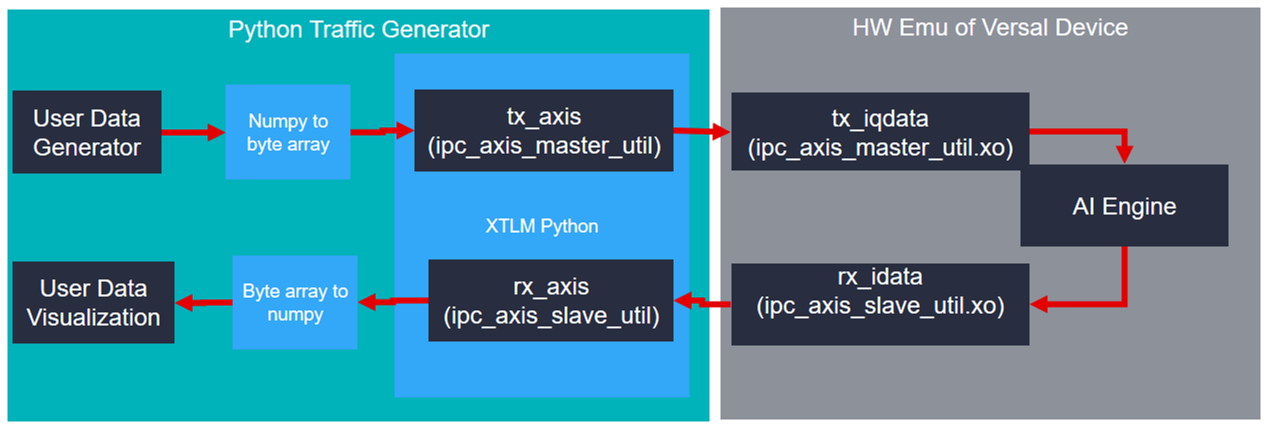 Python Traffic Generator
HW Emu of Versal Device
User Data
Generator
Numpy to
byte array
tx_axis
(ipc_axis_master_util)
tx_iqdata
(ipc_axis_master_util.xo)
AI Engine
XTLM Python
User Data
Visualization
Byte array to
numpy
rx_axis
(ipc_axis_slave_util)
rx_idata
(ipc_axis_slave_util.xo)